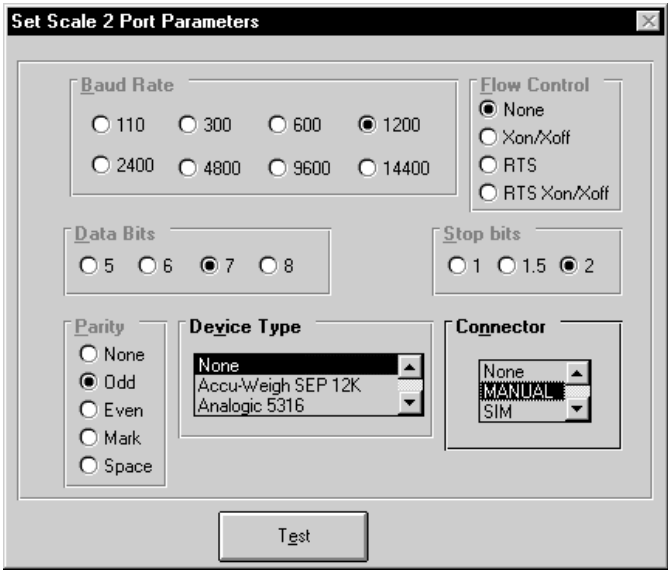 Set Scale 2 Port Parameters
Baud Rate
110 300 600 1200
2400 4800 9600 14400
Flow Control
None
Xon/Xoff
RTS
RTS Xon/Xoff
Data Bits
5 6 7 8
Stop bits
1 1.5 2
Parity
None
Odd
Even
Mark
Space
Device Type
None
Accu-Weigh SEP 12K
Analogic 5316
Connector
None
MANUAL
SIM
Test